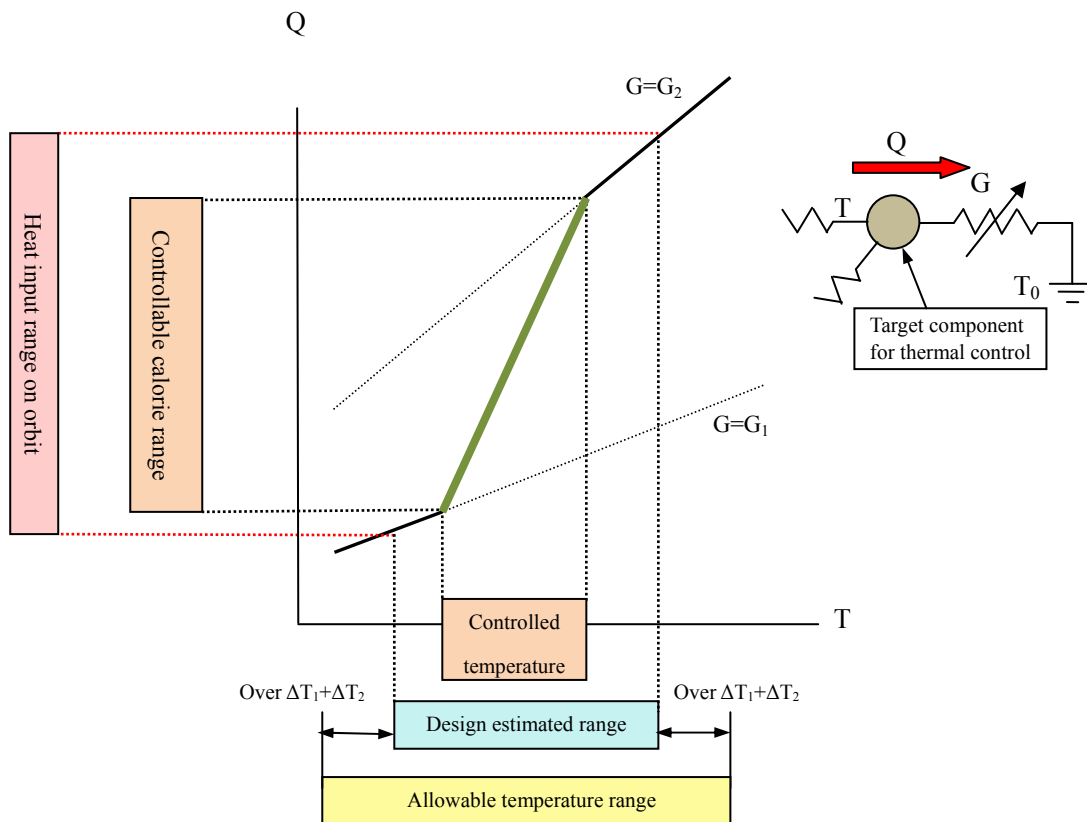 Q
G=G₂
Heat input range on orbit
Controllable calorie range
Q
G
T
T₀
Target component
for thermal control
G=G₁
Controlled
temperature
T
Over ΔT₁+ΔT₂
Over ΔT₁+ΔT₂
Design estimated range
Allowable temperature range